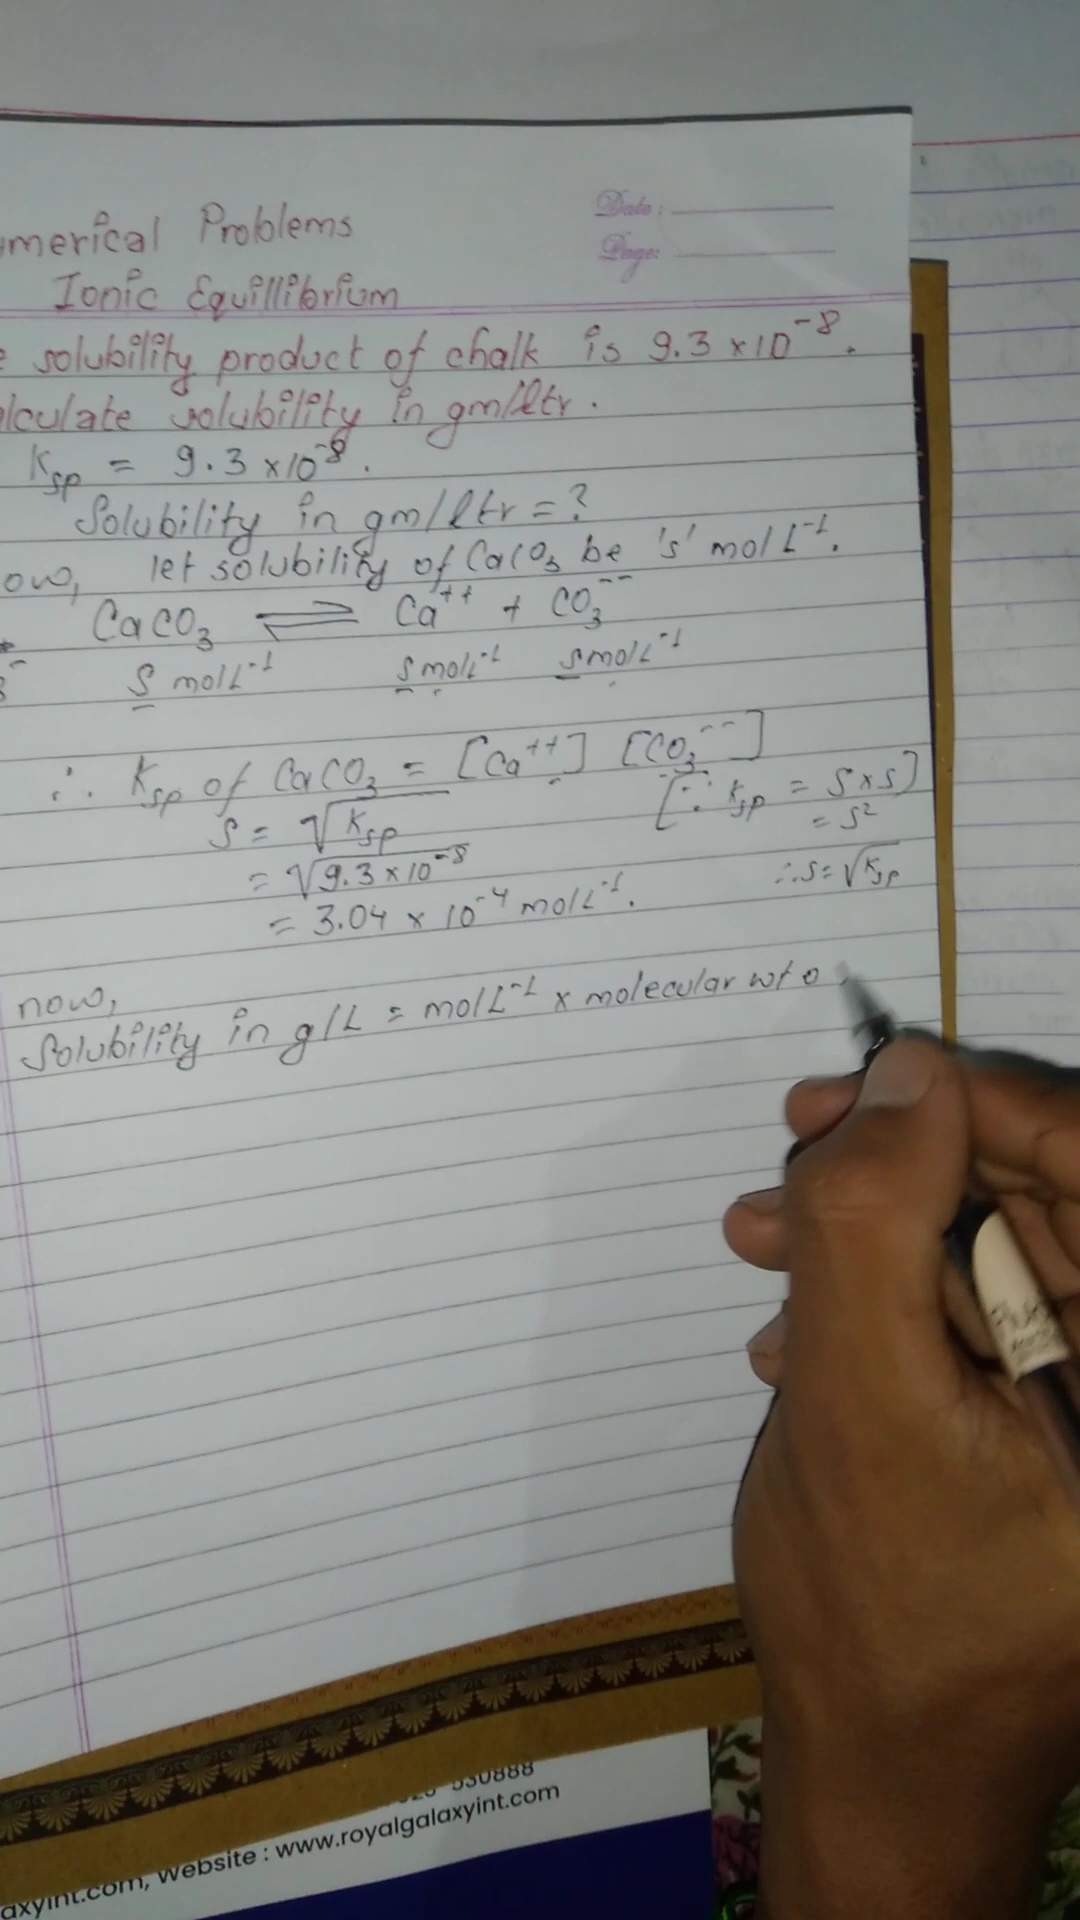 Date:
Page:
Problems
Ionic Equillibrium
solubility product of chalk is 9.3 x 10⁻⁸.
solubility in gm/ltr.
Ksp = 9.3 x 10⁻⁸.
Solubility in gm/ltr = ?
let solubility of CaCO₃ be 's' mol L⁻¹.
CaCO₃ ⇌ Ca⁺⁺ + CO₃⁻⁻
S mol L⁻¹ S mol L⁻¹ S mol L⁻¹
∴ Ksp of CaCO₃ = [Ca⁺⁺] [CO₃⁻⁻]
[∵ Ksp = S x S]
= S²
∴ S = √Ksp
S = √Ksp
= √9.3 x 10⁻⁸
= 3.04 x 10⁻⁴ mol L⁻¹.
now,
Solubility in g/L = mol L⁻¹ x molecular wt o
530888
Website : www.royalgalaxyint.com